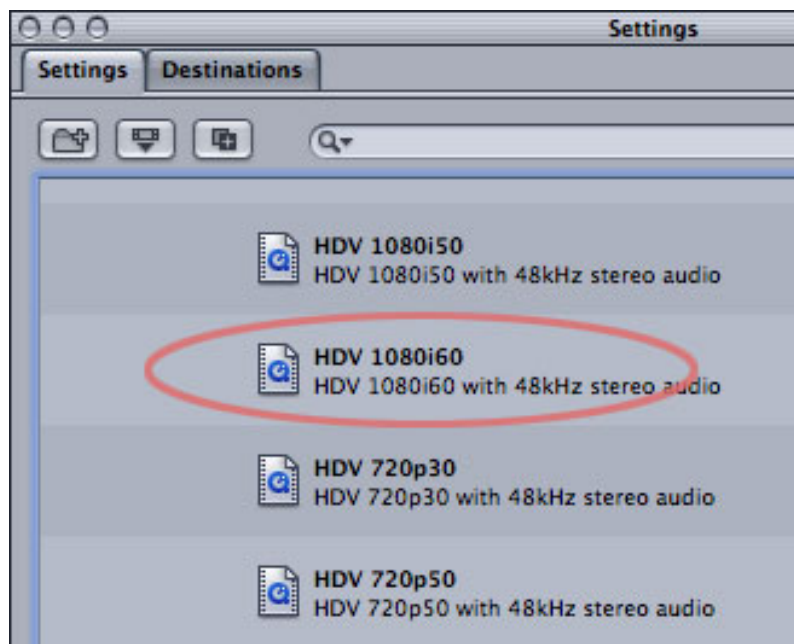 Settings
Settings Destinations
HDV 1080i50
HDV 1080i50 with 48kHz stereo audio
HDV 1080i60
HDV 1080i60 with 48kHz stereo audio
HDV 720p30
HDV 720p30 with 48kHz stereo audio
HDV 720p50
HDV 720p50 with 48kHz stereo audio